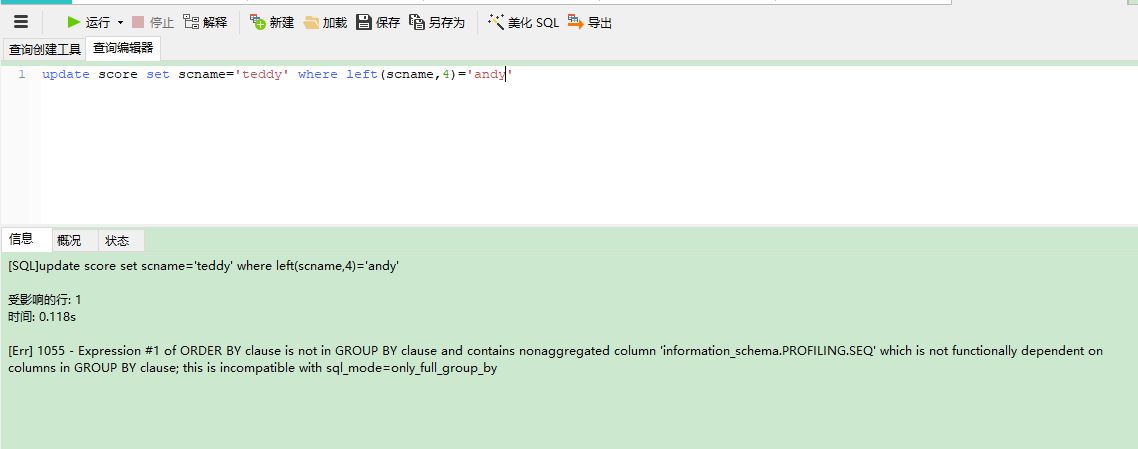 运行 停止 解释 新建 加载 保存 另存为 美化 SQL 导出
查询创建工具 查询编辑器
1 update score set scname='teddy' where left(scname,4)='andy'
信息 概况 状态
[SQL]update score set scname='teddy' where left(scname,4)='andy'
受影响的行: 1
时间: 0.118s
[Err] 1055 - Expression #1 of ORDER BY clause is not in GROUP BY clause and contains nonaggregated column 'information_schema.PROFILING.SEQ' which is not functionally dependent on
columns in GROUP BY clause; this is incompatible with sql_mode=only_full_group_by